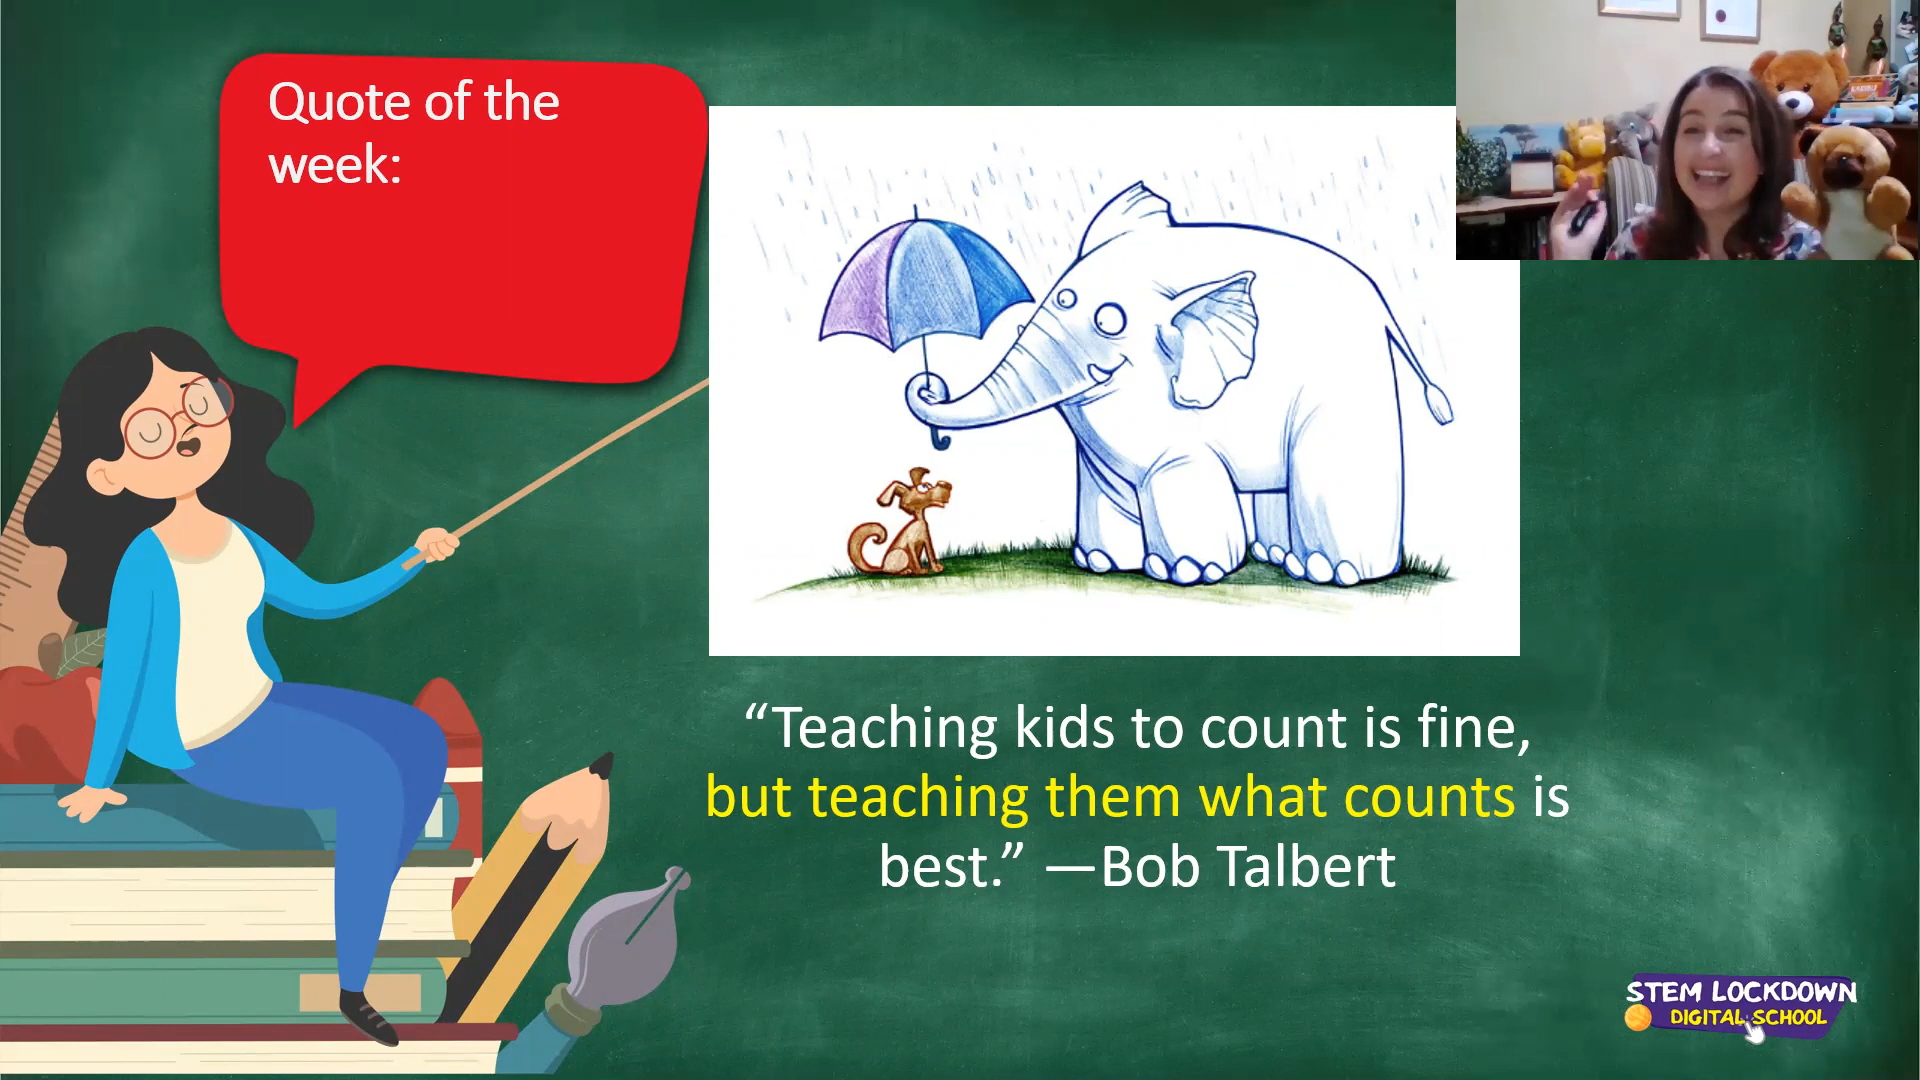 Quote of the
week:
“Teaching kids to count is fine,
but teaching them what counts is
best.” —Bob Talbert
STEM LOCKDOWN
DIGITAL SCHOOL